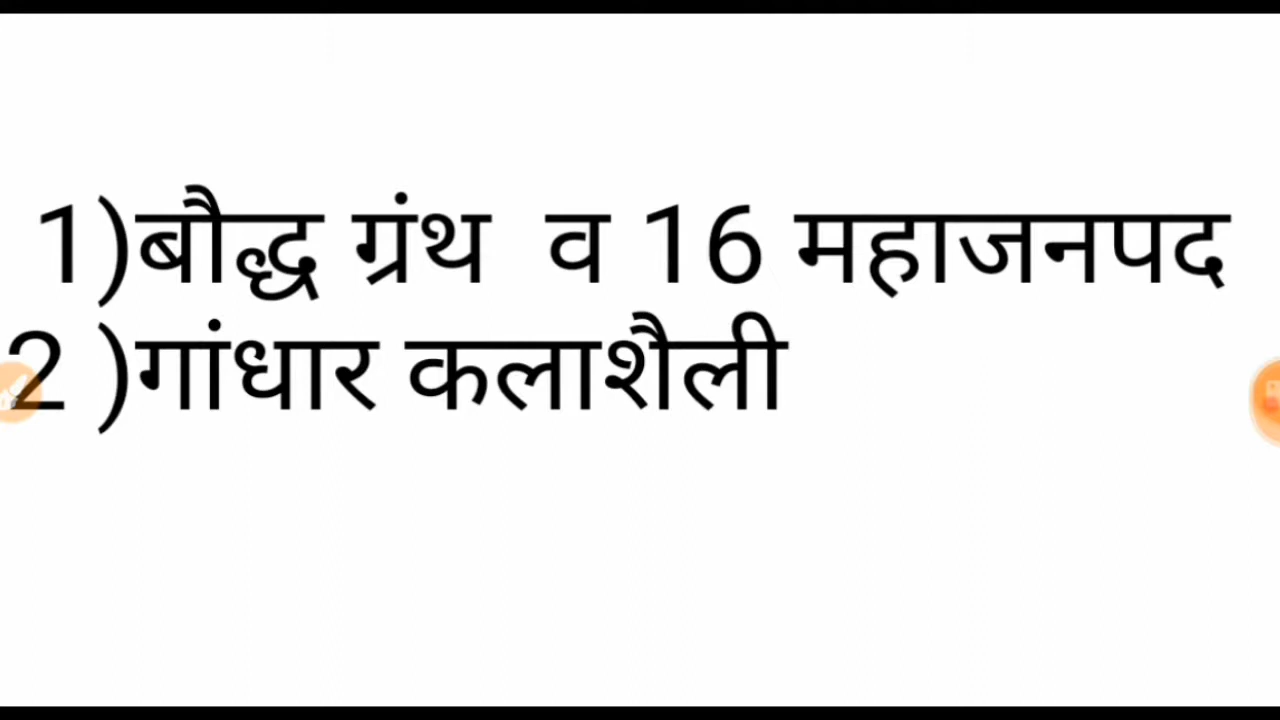 1)बौद्ध ग्रंथ व 16 महाजनपद
2 )गांधार कलाशैली